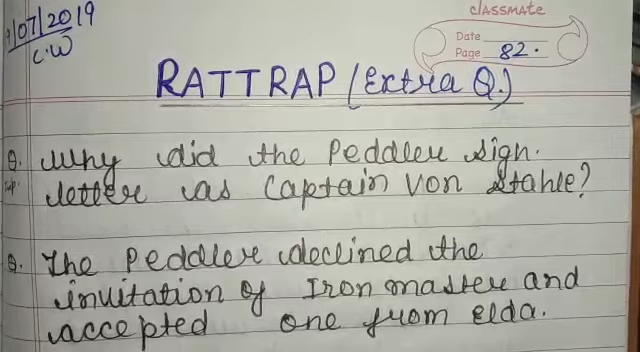 classmate
/07/2019
C.W
Date
Page 82.
RATTRAP (Extra Q.)
Q. Why did the Peddler sign.
letter as Captain Von Stahle?
Q. The Peddler declined the
invitation of Iron master and
accepted one from elda.